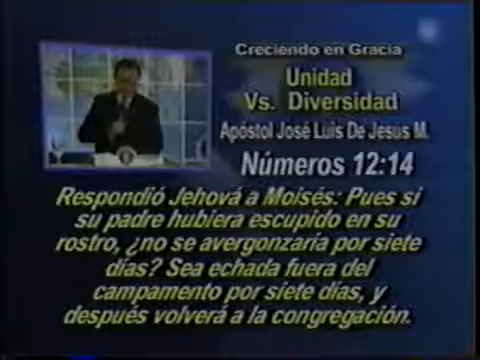 Creciendo en Gracia
Unidad
Vs. Diversidad
Apóstol José Luis De Jesús M.
Números 12:14
Respondió Jehová a Moisés: Pues si
su padre hubiera escupido en su
rostro, ¿no se avergonzaría por siete
días? Sea echada fuera del
campamento por siete días, y
después volverá a la congregación.